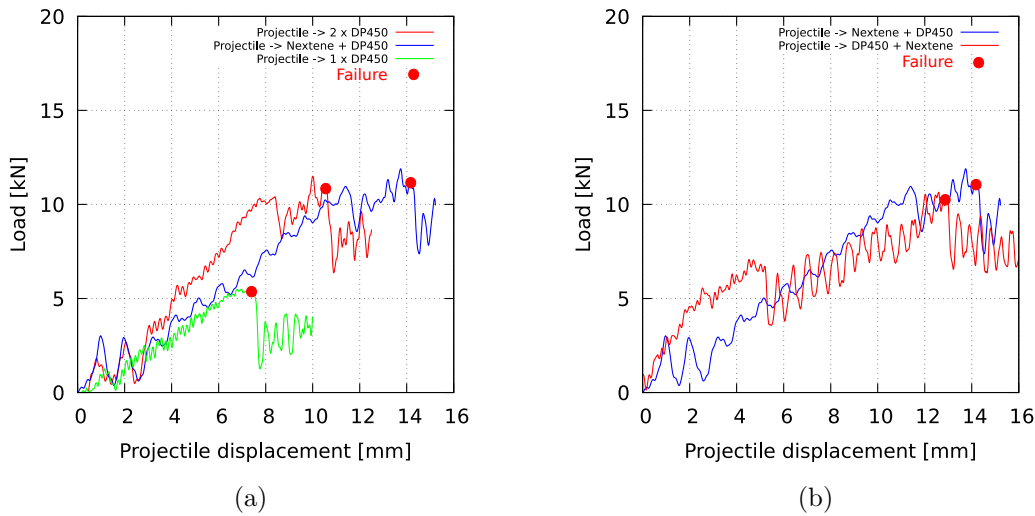 20
15
10
5
0
Load [kN]
Projectile -> 2 x DP450
Projectile -> Nextene + DP450
Projectile -> 1 x DP450
Failure
0 2 4 6 8 10 12 14 16
Projectile displacement [mm]
(a)
20
15
10
5
0
Load [kN]
Projectile -> Nextene + DP450
Projectile -> DP450 + Nextene
Failure
0 2 4 6 8 10 12 14 16
Projectile displacement [mm]
(b)